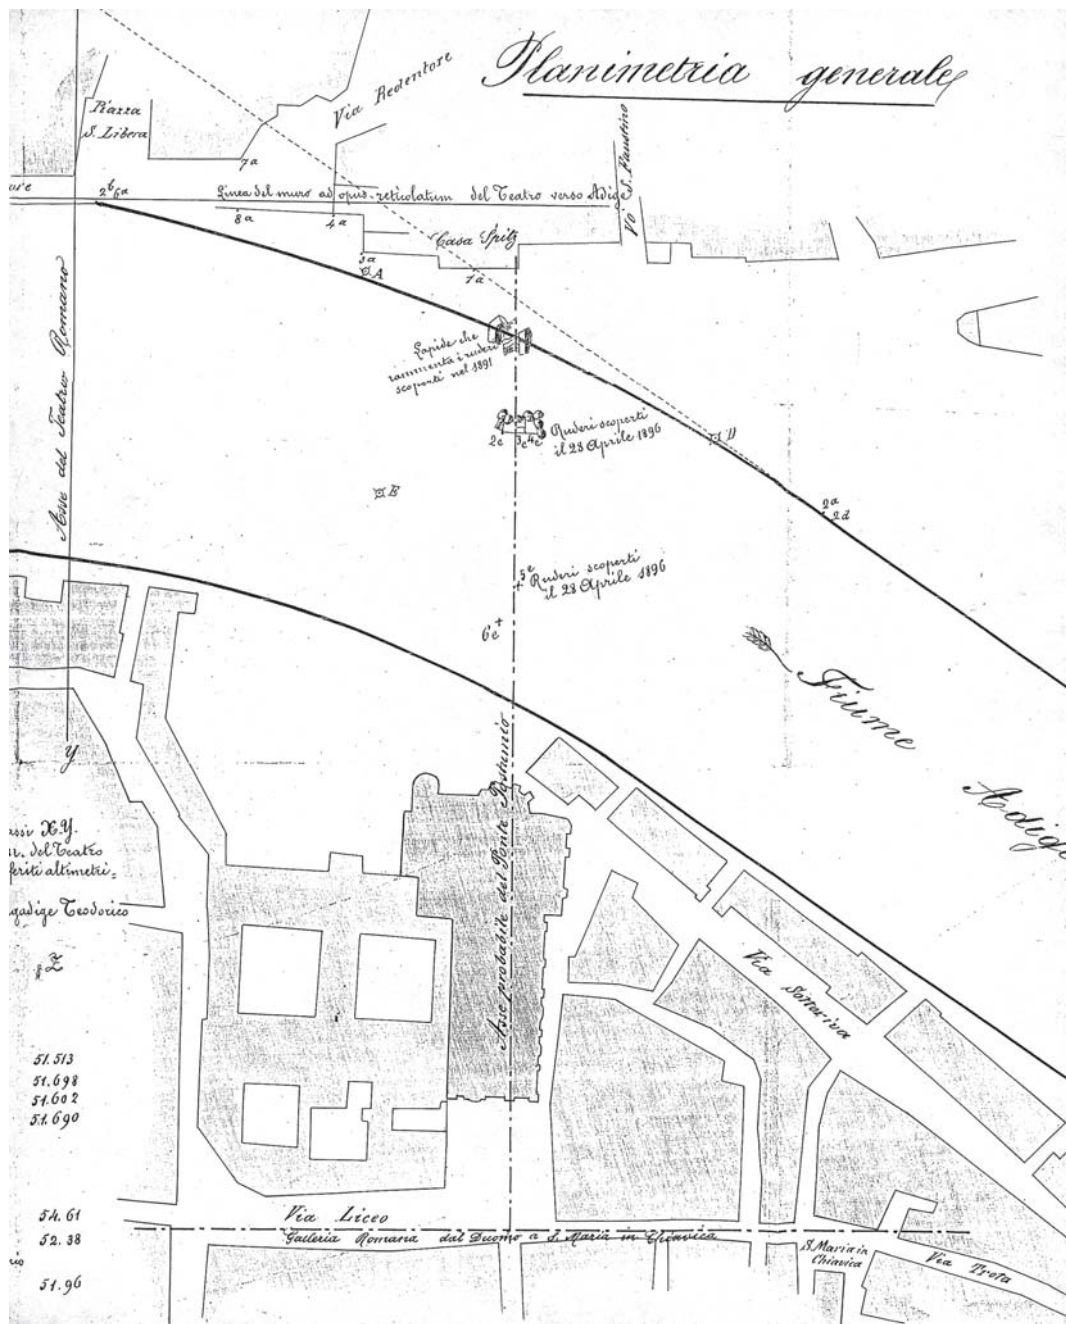 Planimetria generale
Via Redentore
Piazza
S. Libera
7a
2b 6a
Linea del muro ad opus-reticolatum del Teatro verso Adige
Vo' S. Faustino
8a
4a
Casa Spitz
3a
A
1a
Asse del Teatro Romano
Lapide che
rammenta i ruderi
scoperti nel 1891
2e 3e 4e
Ruderi scoperti
il 28 Aprile 1896
D
B
2a
2d
5e
Ruderi scoperti
il 28 Aprile 1896
6e
Fiume Adige
y
Asse probabile del Ponte Postumio
assi X.Y.
del Teatro
feriti altimetri=
gadige Teodorico
Z
Via Sottoriva
51.513
51.698
51.602
51.690
54.61
52.38
51.96
Via Liceo
Galleria Romana dal Duomo a S. Maria in Chiavica
S. Maria in
Chiavica
Via Trota